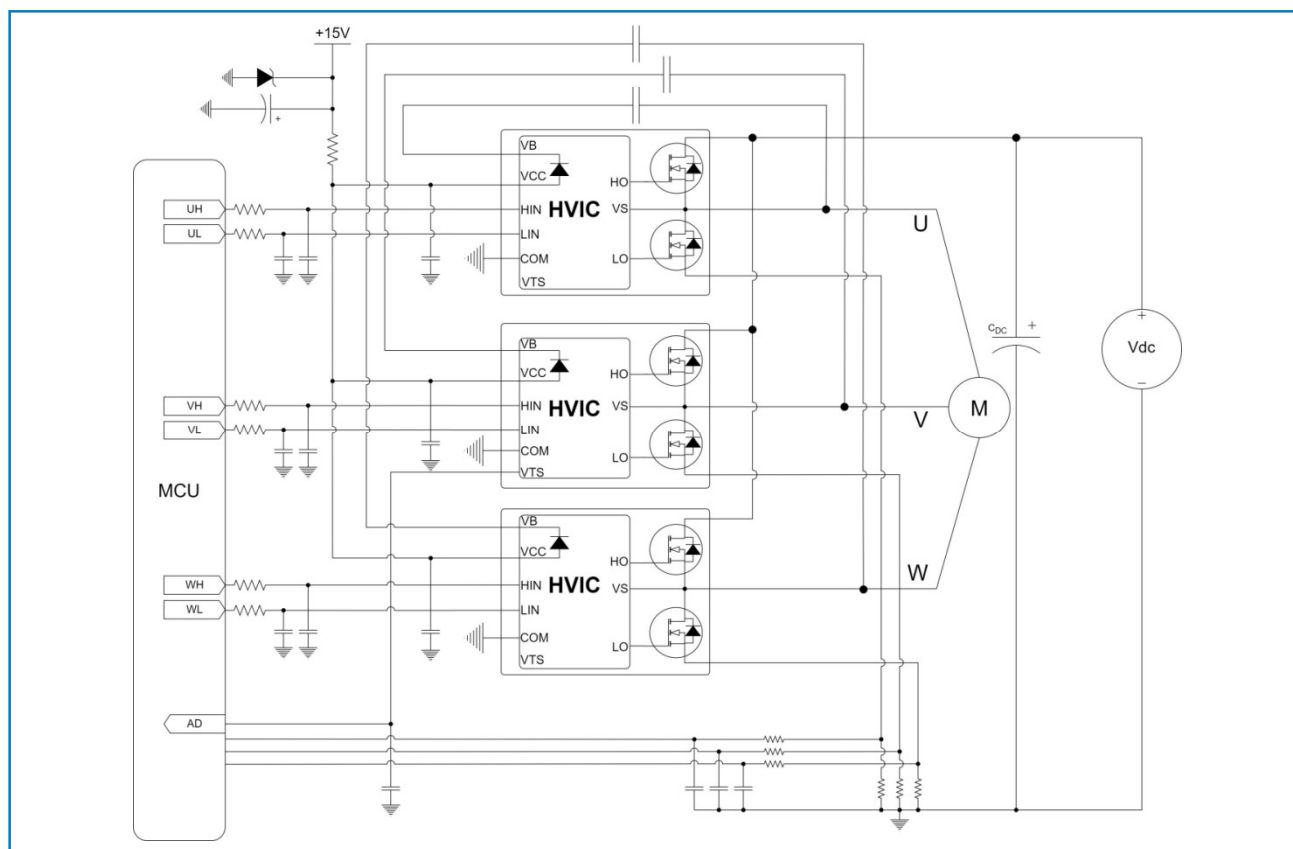 +15V
+
MCU
UH
UL
VH
VL
WH
WL
AD
VB
VCC
HIN
LIN
COM
VTS
HVIC
HO
VS
LO
VB
VCC
HIN
LIN
COM
VTS
HVIC
HO
VS
LO
VB
VCC
HIN
LIN
COM
VTS
HVIC
HO
VS
LO
U
V
W
M
CDC
+
+
Vdc
−